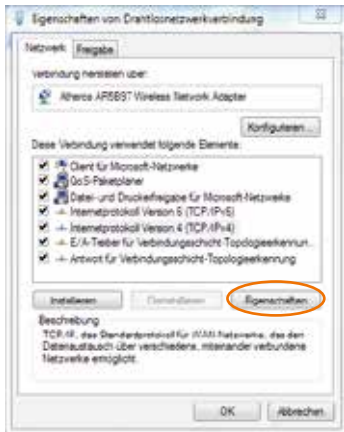 Eigenschaften von Drahtlosnetzwerkverbindung
Netzwerk Freigabe
Verbindung herstellen über:
Atheros AR5B97 Wireless Network Adapter
Konfigurieren...
Diese Verbindung verwendet folgende Elemente:
Client für Microsoft-Netzwerke
QoS-Paketplaner
Datei- und Druckerfreigabe für Microsoft-Netzwerke
Internetprotokoll Version 6 (TCP/IPv6)
Internetprotokoll Version 4 (TCP/IPv4)
E/A-Treiber für Verbindungsschicht-Topologieerkennun...
Antwort für Verbindungsschicht-Topologieerkennung
Installieren Deinstallieren Eigenschaften
Beschreibung
TCP/IP, das Standardprotokoll für WAN-Netzwerke, das den
Datenaustausch über verschiedene, miteinander verbundene
Netzwerke ermöglicht.
OK Abbrechen